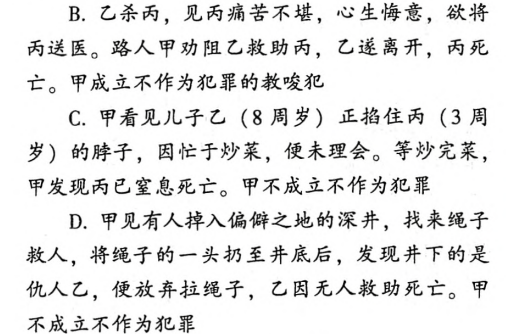 B. 乙杀丙，见丙痛苦不堪，心生悔意，欲将
丙送医。路人甲劝阻乙救助丙，乙遂离开，丙死
亡。甲成立不作为犯罪的教唆犯
C. 甲看见儿子乙（8 周岁）正掐住丙（3 周
岁）的脖子，因忙于炒菜，便未理会。等炒完菜，
甲发现丙已窒息死亡。甲不成立不作为犯罪
D. 甲见有人掉入偏僻之地的深井，找来绳子
救人，将绳子的一头扔至井底后，发现井下的是
仇人乙，便放弃拉绳子，乙因无人救助死亡。甲
不成立不作为犯罪